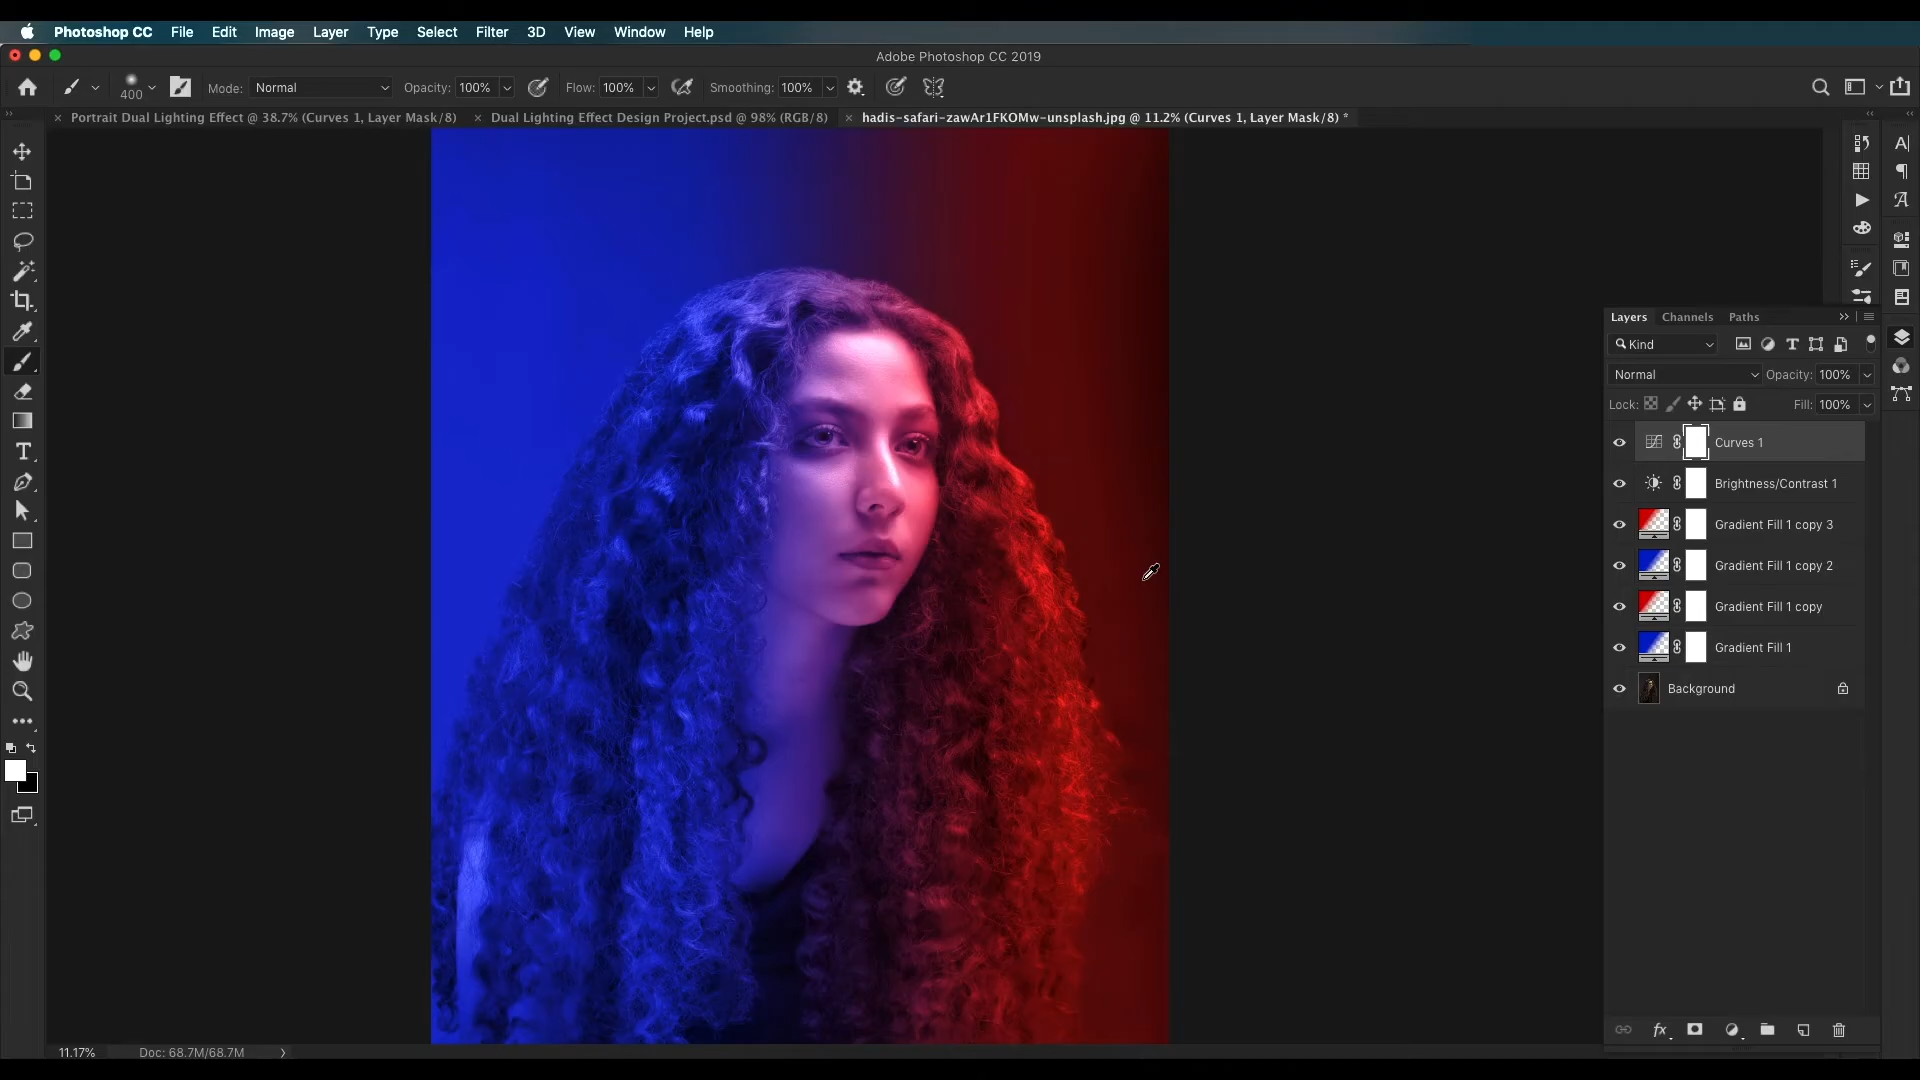 Photoshop CC File Edit Image Layer Type Select Filter 3D View Window Help
Adobe Photoshop CC 2019
400 Mode: Normal Opacity: 100% Flow: 100% Smoothing: 100%
Portrait Dual Lighting Effect @ 38.7% (Curves 1, Layer Mask/8) Dual Lighting Effect Design Project.psd @ 98% (RGB/8) hadis-safari-zawAr1FKOMw-unsplash.jpg @ 11.2% (Curves 1, Layer Mask/8) *
Layers Channels Paths
Kind
Normal Opacity: 100%
Lock: Fill: 100%
Curves 1
Brightness/Contrast 1
Gradient Fill 1 copy 3
Gradient Fill 1 copy 2
Gradient Fill 1 copy
Gradient Fill 1
Background
fx
11.17% Doc: 68.7M/68.7M